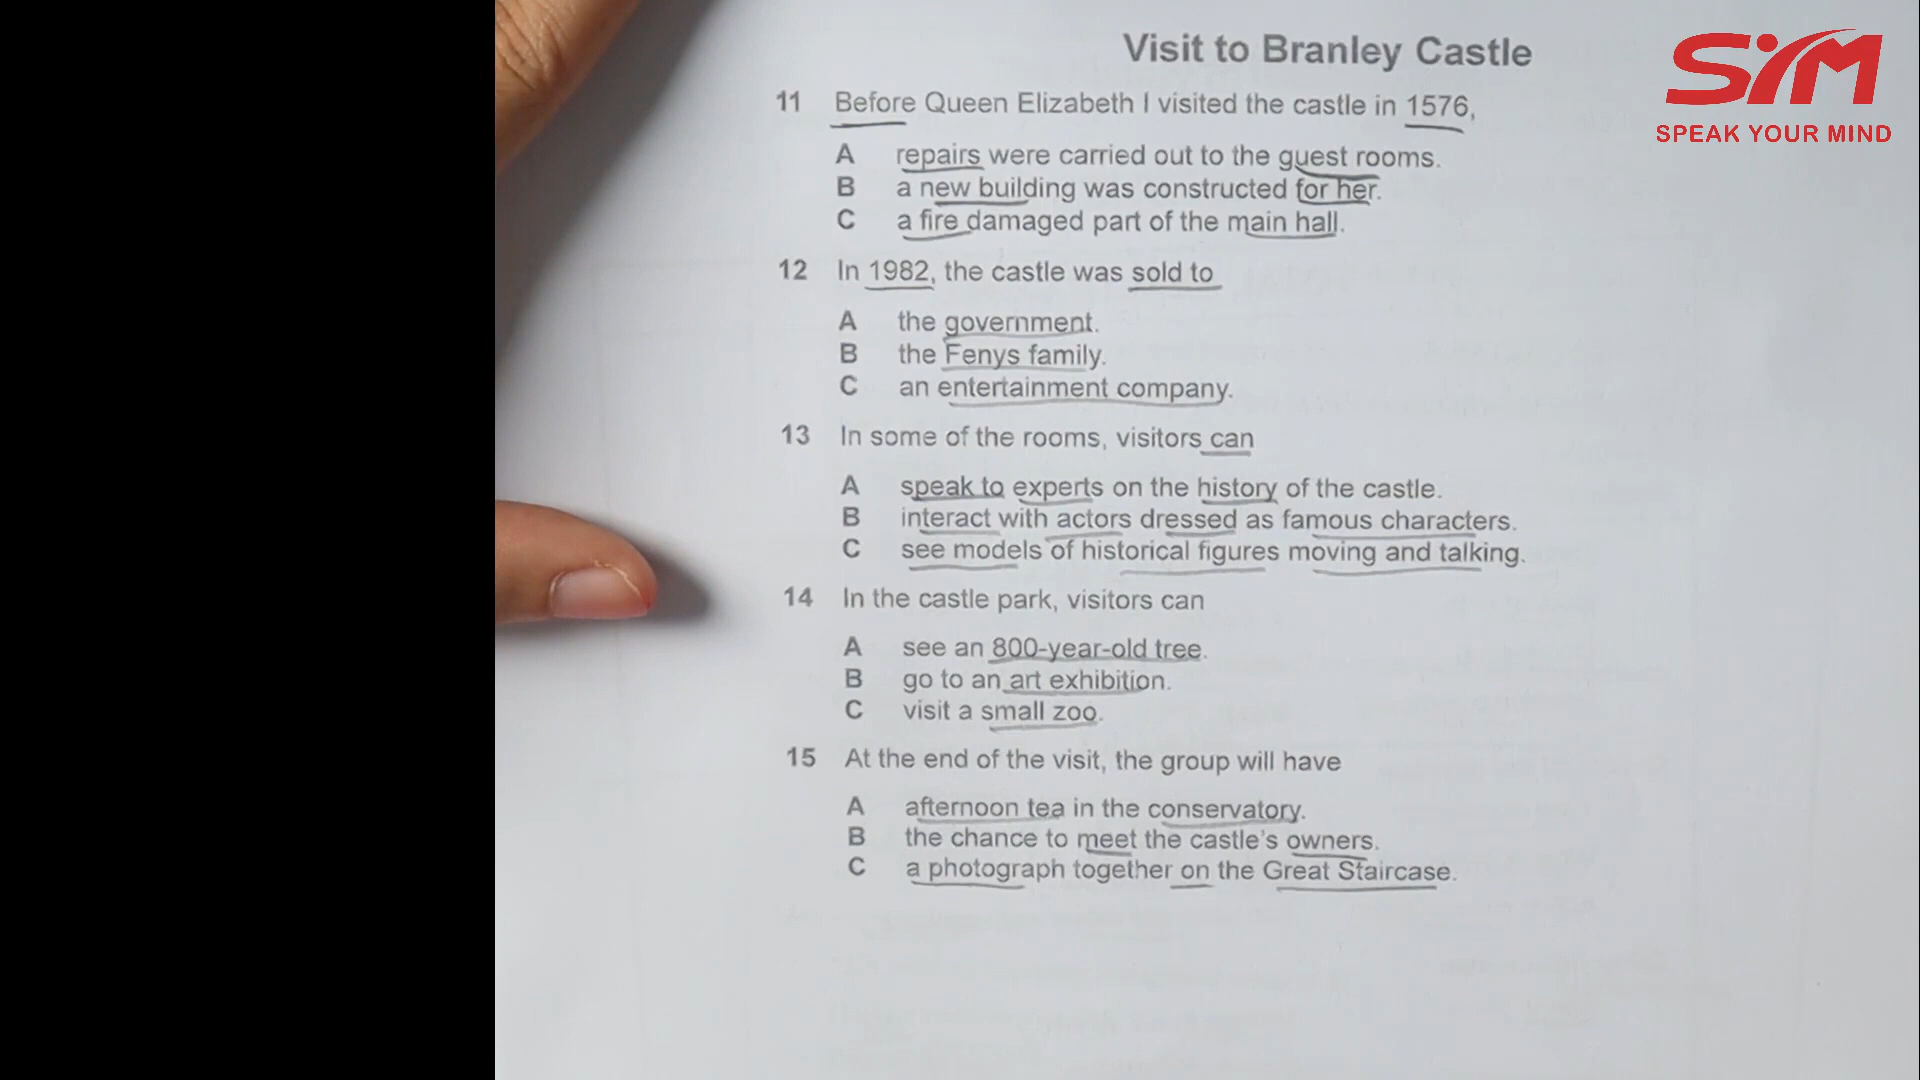 Visit to Branley Castle
SiM
SPEAK YOUR MIND
11 Before Queen Elizabeth I visited the castle in 1576,
A repairs were carried out to the guest rooms.
B a new building was constructed for her.
C a fire damaged part of the main hall.
12 In 1982, the castle was sold to
A the government.
B the Fenys family.
C an entertainment company.
13 In some of the rooms, visitors can
A speak to experts on the history of the castle.
B interact with actors dressed as famous characters.
C see models of historical figures moving and talking.
14 In the castle park, visitors can
A see an 800-year-old tree.
B go to an art exhibition.
C visit a small zoo.
15 At the end of the visit, the group will have
A afternoon tea in the conservatory.
B the chance to meet the castle's owners.
C a photograph together on the Great Staircase.